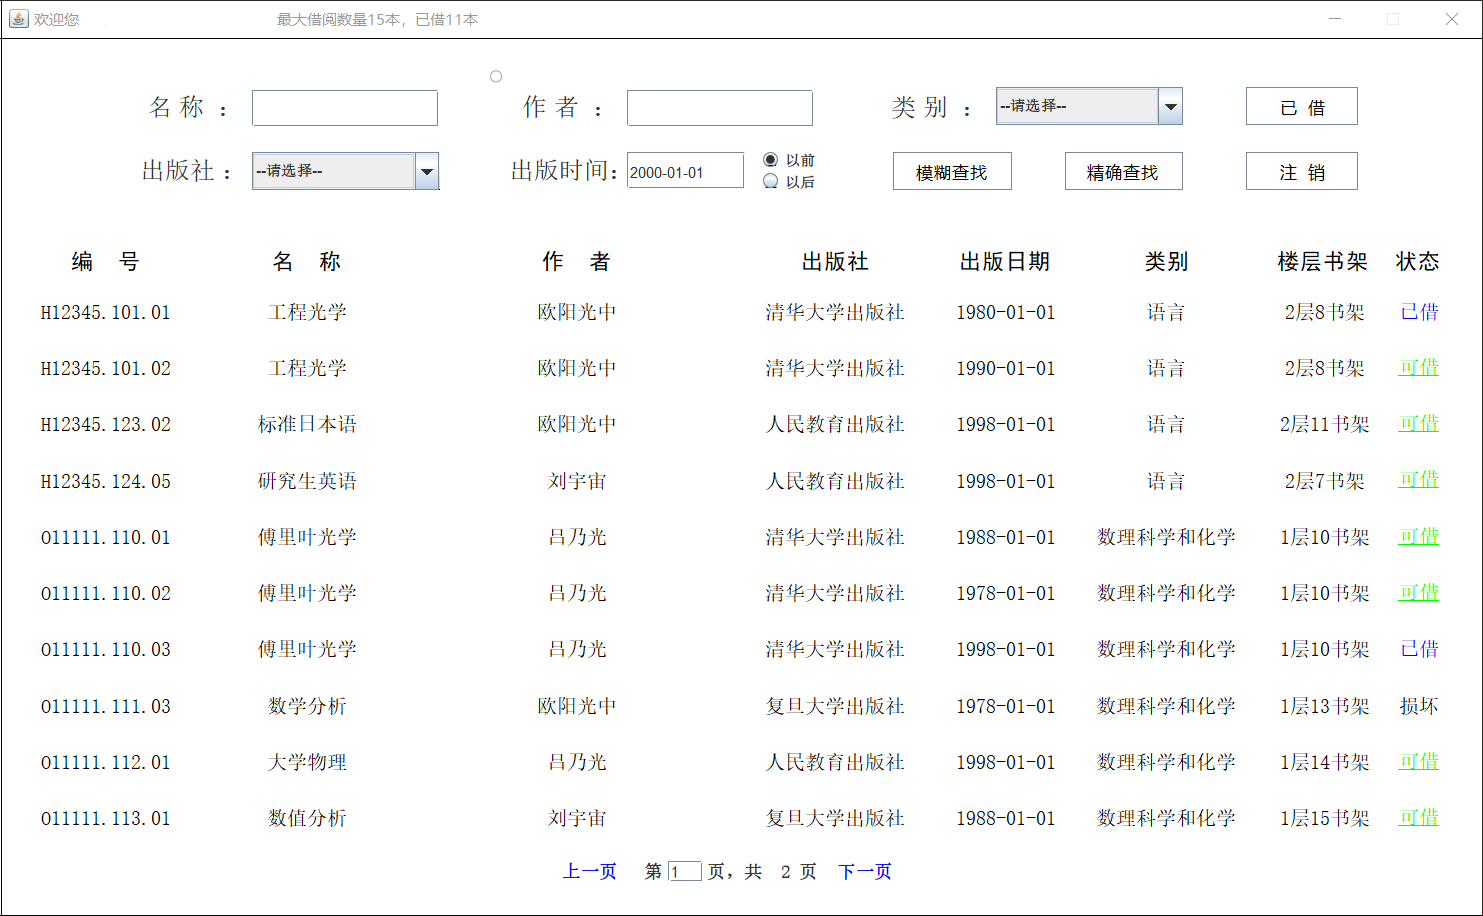 欢迎您 最大借阅数量15本，已借11本
名 称 ： 作 者 ： 类 别 ： --请选择-- 已 借
出版社 ： --请选择-- 出版时间： 2000-01-01 以前 以后 模糊查找 精确查找 注 销
编 号 名 称 作 者 出版社 出版日期 类别 楼层书架 状态
H12345.101.01 工程光学 欧阳光中 清华大学出版社 1980-01-01 语言 2层8书架 已借
H12345.101.02 工程光学 欧阳光中 清华大学出版社 1990-01-01 语言 2层8书架 可借
H12345.123.02 标准日本语 欧阳光中 人民教育出版社 1998-01-01 语言 2层11书架 可借
H12345.124.05 研究生英语 刘宇宙 人民教育出版社 1998-01-01 语言 2层7书架 可借
O11111.110.01 傅里叶光学 吕乃光 清华大学出版社 1988-01-01 数理科学和化学 1层10书架 可借
O11111.110.02 傅里叶光学 吕乃光 清华大学出版社 1978-01-01 数理科学和化学 1层10书架 可借
O11111.110.03 傅里叶光学 吕乃光 清华大学出版社 1998-01-01 数理科学和化学 1层10书架 已借
O11111.111.03 数学分析 欧阳光中 复旦大学出版社 1978-01-01 数理科学和化学 1层13书架 损坏
O11111.112.01 大学物理 吕乃光 人民教育出版社 1998-01-01 数理科学和化学 1层14书架 可借
O11111.113.01 数值分析 刘宇宙 复旦大学出版社 1988-01-01 数理科学和化学 1层15书架 可借
上一页 第 1 页，共 2 页 下一页